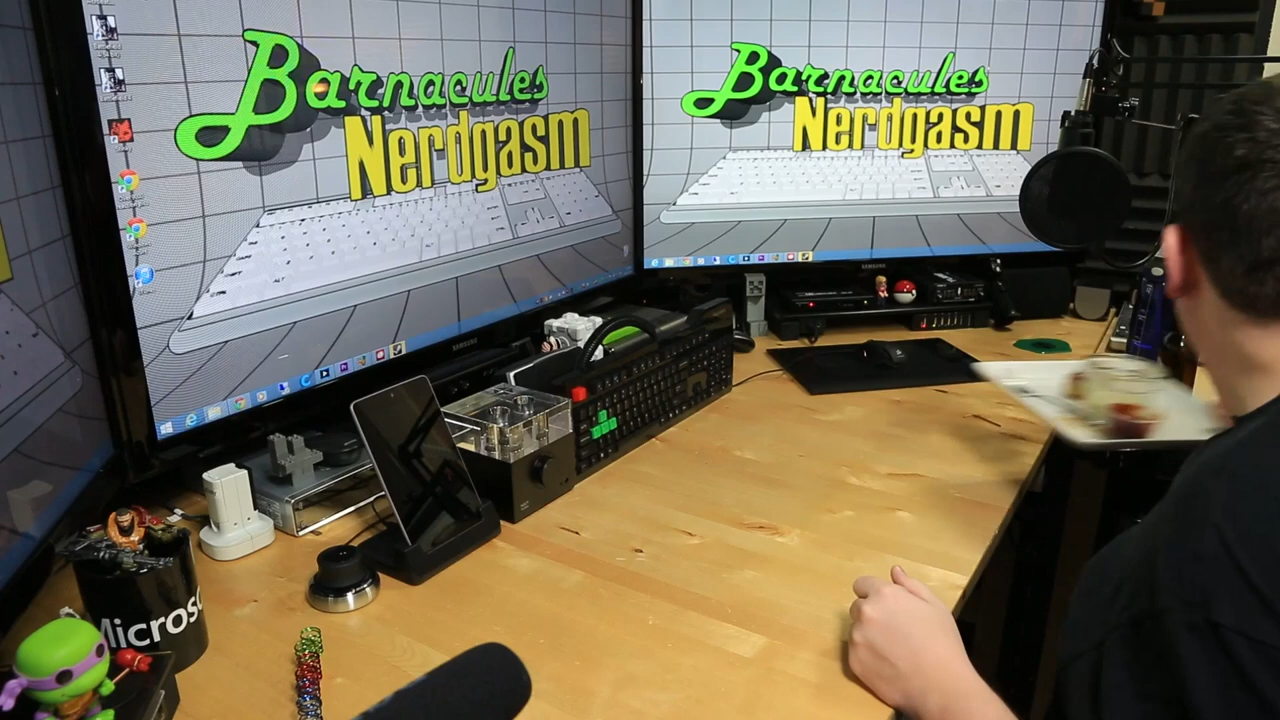 Barnacules
Nerdgasm
Barnacules
Nerdgasm
SAMSUNG
SAMSUNG
Microso